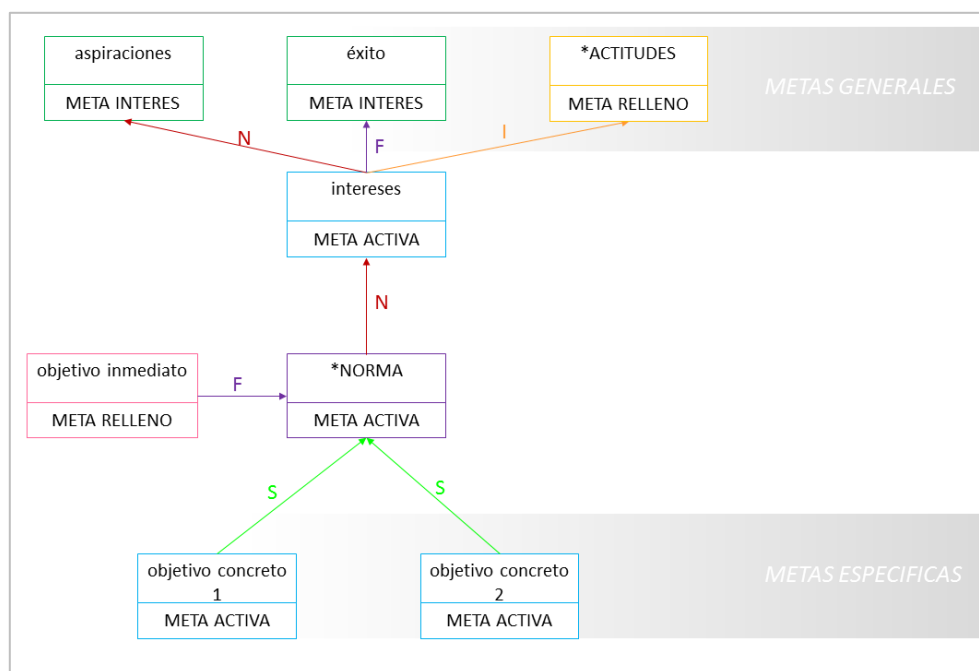 aspiraciones
META INTERES
éxito
META INTERES
*ACTITUDES
META RELLENO
METAS GENERALES
N
F
I
intereses
META ACTIVA
N
objetivo inmediato
META RELLENO
F
*NORMA
META ACTIVA
S
S
objetivo concreto
1
META ACTIVA
objetivo concreto
2
META ACTIVA
METAS ESPECIFICAS